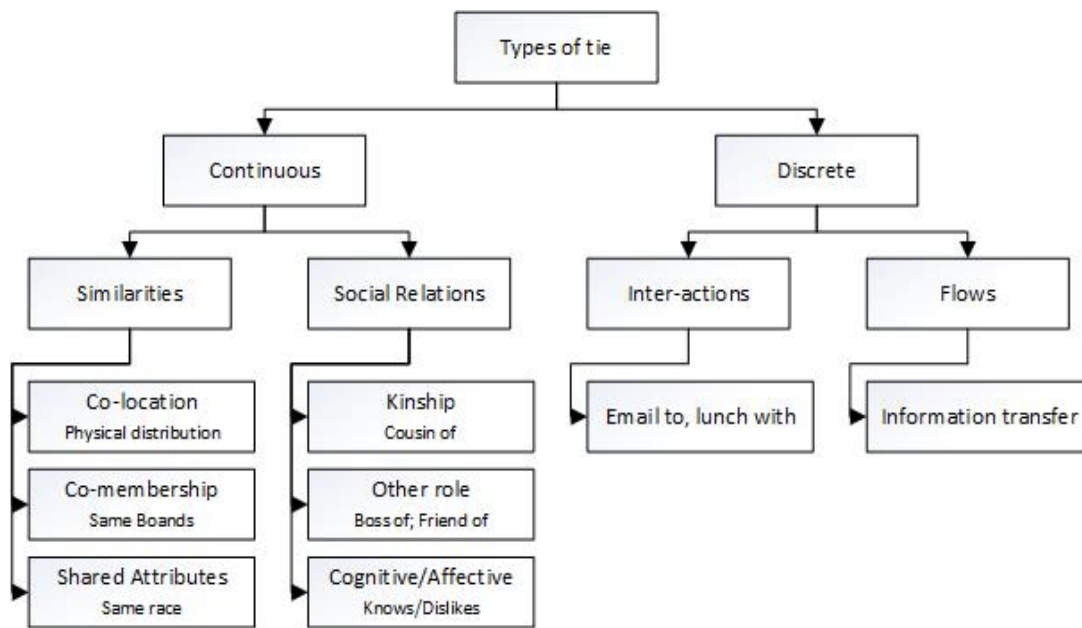 Types of tie
Continuous
Discrete
Similarities
Social Relations
Inter-actions
Flows
Co-location
Physical distribution
Kinship
Cousin of
Email to, lunch with
Information transfer
Co-membership
Same Boands
Other role
Boss of; Friend of
Shared Attributes
Same race
Cognitive/Affective
Knows/Dislikes